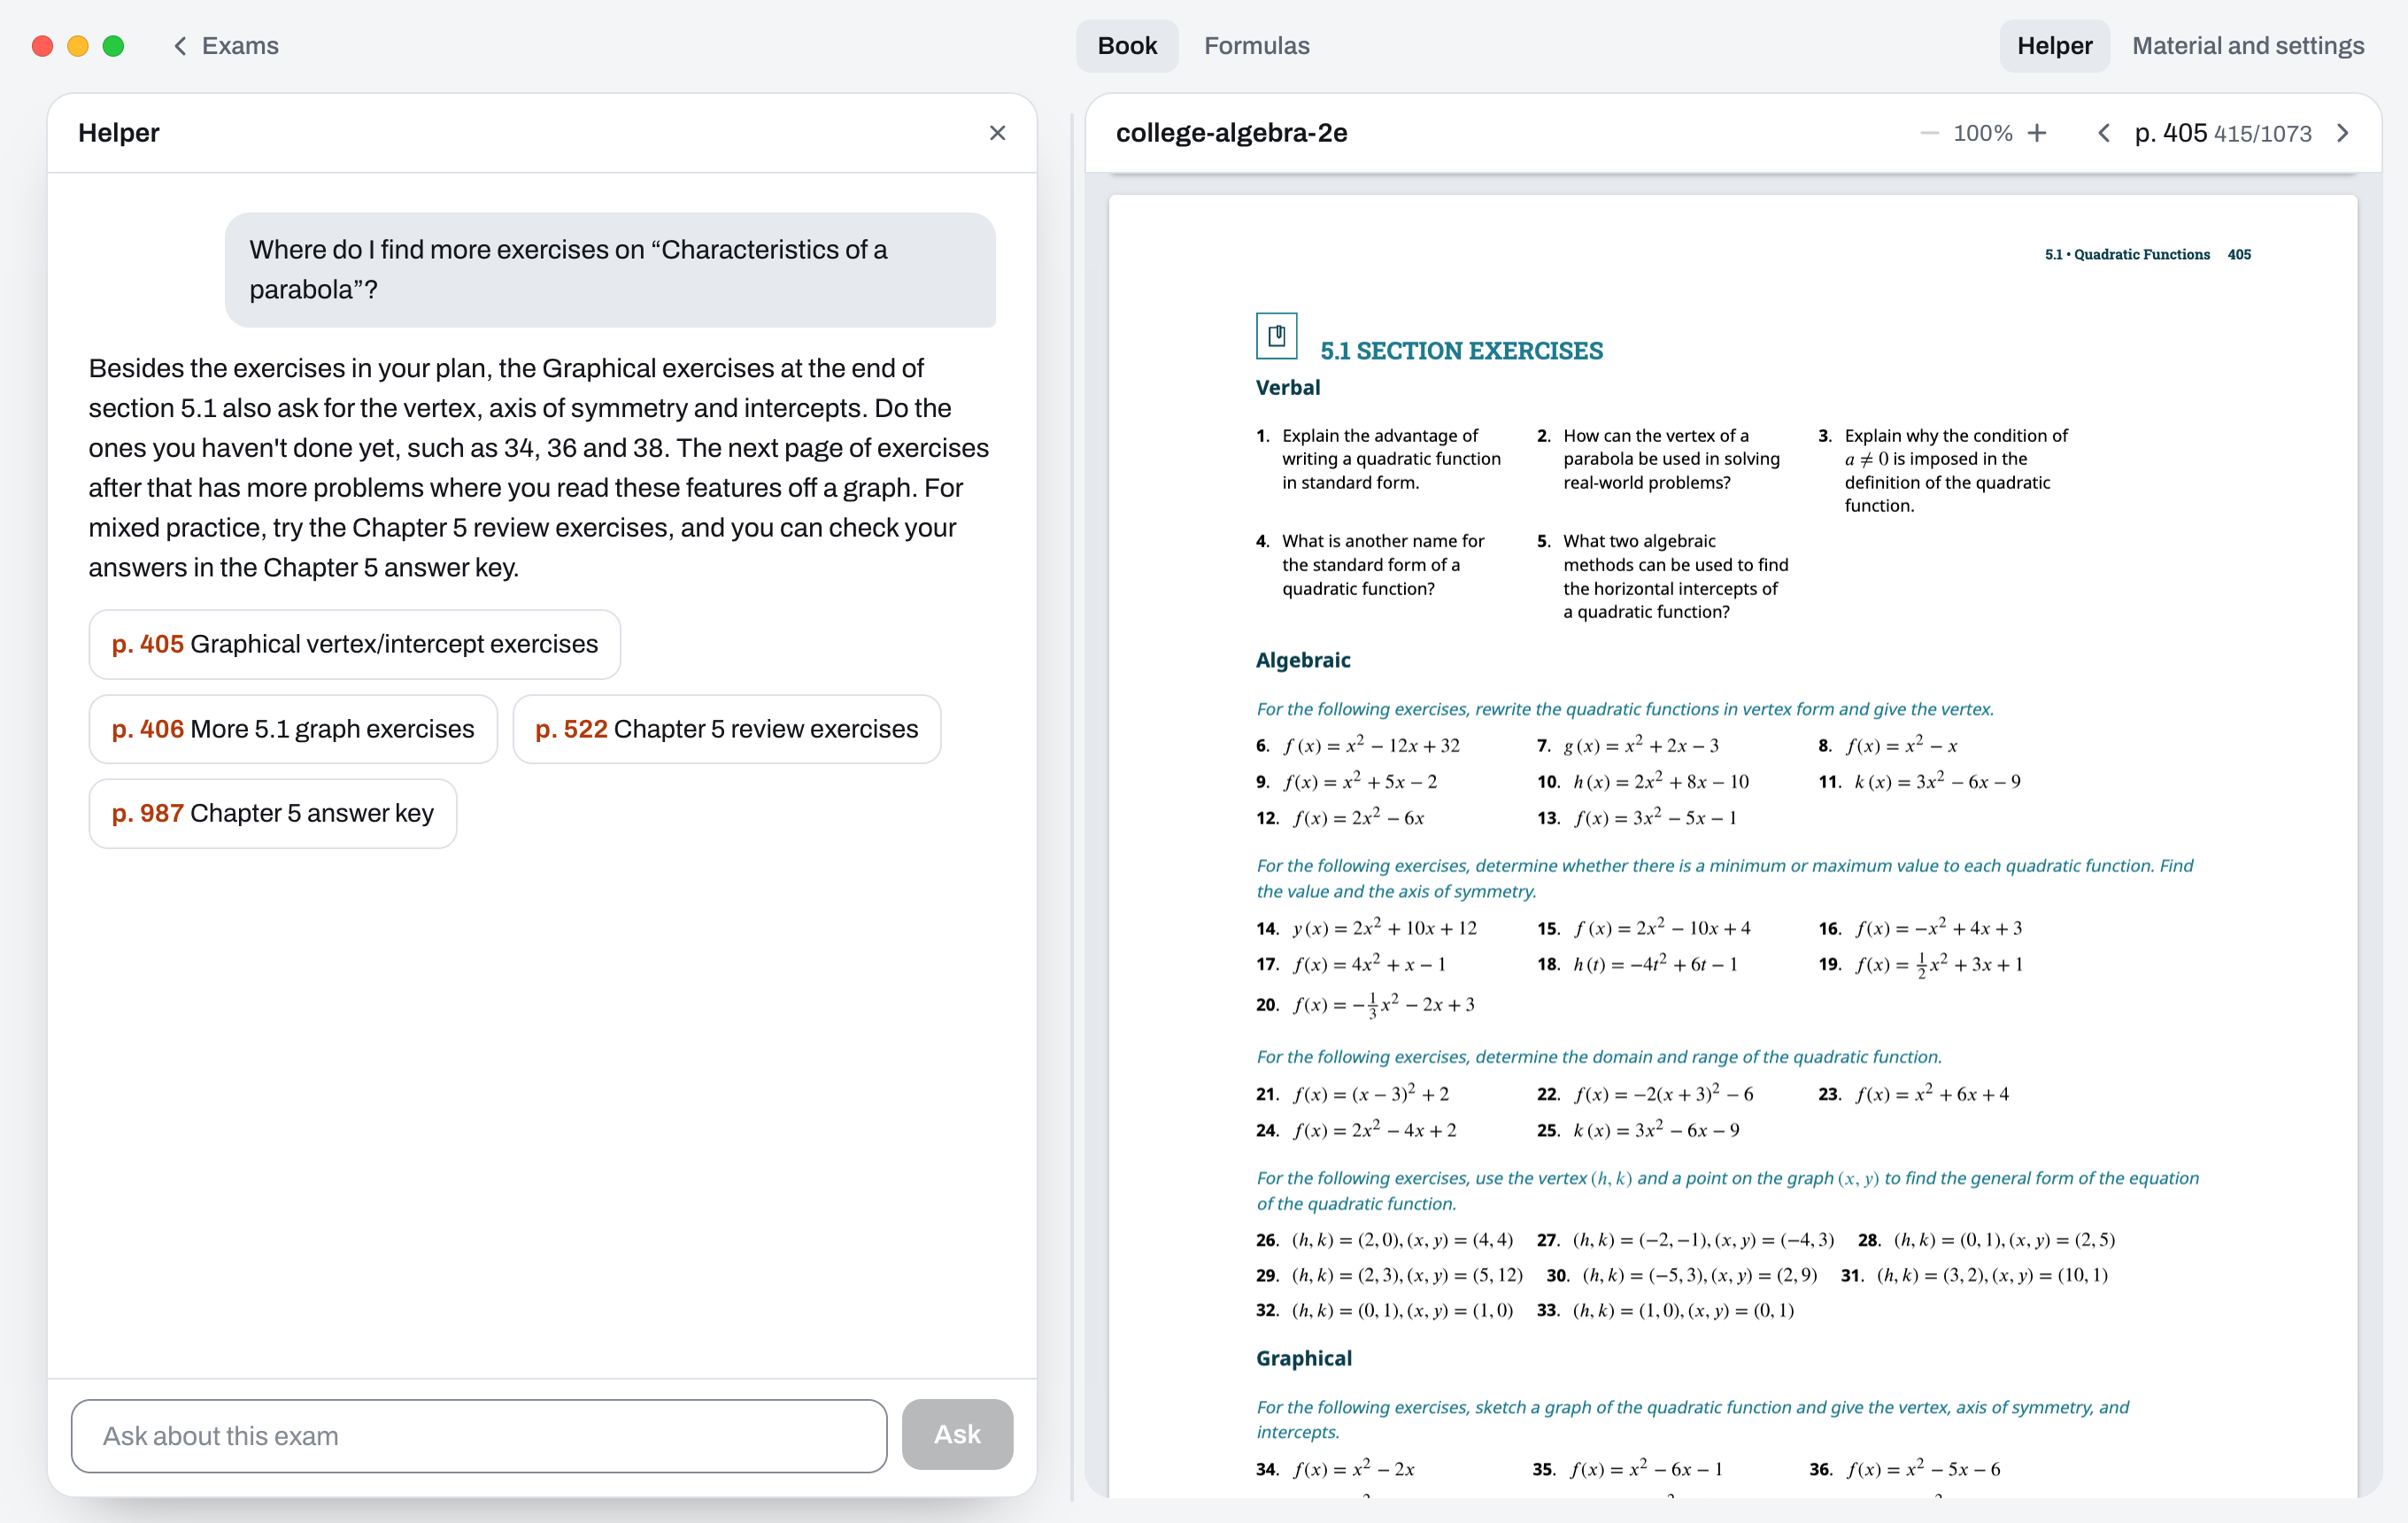 Exams
Book
Formulas
Helper
Material and settings
Helper
×
Where do I find more exercises on “Characteristics of a
parabola”?
Besides the exercises in your plan, the Graphical exercises at the end of
section 5.1 also ask for the vertex, axis of symmetry and intercepts. Do the
ones you haven't done yet, such as 34, 36 and 38. The next page of exercises
after that has more problems where you read these features off a graph. For
mixed practice, try the Chapter 5 review exercises, and you can check your
answers in the Chapter 5 answer key.
p. 405 Graphical vertex/intercept exercises
p. 406 More 5.1 graph exercises
p. 522 Chapter 5 review exercises
p. 987 Chapter 5 answer key
Ask about this exam
Ask
college-algebra-2e
− 100% +
p. 405 415/1073
5.1 • Quadratic Functions 405
5.1 SECTION EXERCISES
Verbal
1. Explain the advantage of
writing a quadratic function
in standard form.
2. How can the vertex of a
parabola be used in solving
real-world problems?
3. Explain why the condition of
a ≠ 0 is imposed in the
definition of the quadratic
function.
4. What is another name for
the standard form of a
quadratic function?
5. What two algebraic
methods can be used to find
the horizontal intercepts of
a quadratic function?
Algebraic
For the following exercises, rewrite the quadratic functions in vertex form and give the vertex.
6. f (x) = x² − 12x + 32 7. g(x) = x² + 2x − 3 8. f(x) = x² − x
9. f(x) = x² + 5x − 2 10. h(x) = 2x² + 8x − 10 11. k(x) = 3x² − 6x − 9
12. f(x) = 2x² − 6x 13. f(x) = 3x² − 5x − 1
For the following exercises, determine whether there is a minimum or maximum value to each quadratic function. Find
the value and the axis of symmetry.
14. y(x) = 2x² + 10x + 12 15. f (x) = 2x² − 10x + 4 16. f(x) = −x² + 4x + 3
17. f(x) = 4x² + x − 1 18. h(t) = −4t² + 6t − 1 19. f(x) = 1/2 x² + 3x + 1
20. f(x) = −1/3 x² − 2x + 3
For the following exercises, determine the domain and range of the quadratic function.
21. f(x) = (x − 3)² + 2 22. f(x) = −2(x + 3)² − 6 23. f(x) = x² + 6x + 4
24. f(x) = 2x² − 4x + 2 25. k(x) = 3x² − 6x − 9
For the following exercises, use the vertex (h, k) and a point on the graph (x, y) to find the general form of the equation
of the quadratic function.
26. (h, k) = (2, 0), (x, y) = (4, 4) 27. (h, k) = (−2, −1), (x, y) = (−4, 3) 28. (h, k) = (0, 1), (x, y) = (2, 5)
29. (h, k) = (2, 3), (x, y) = (5, 12) 30. (h, k) = (−5, 3), (x, y) = (2, 9) 31. (h, k) = (3, 2), (x, y) = (10, 1)
32. (h, k) = (0, 1), (x, y) = (1, 0) 33. (h, k) = (1, 0), (x, y) = (0, 1)
Graphical
For the following exercises, sketch a graph of the quadratic function and give the vertex, axis of symmetry, and
intercepts.
34. f(x) = x² − 2x 35. f(x) = x² − 6x − 1 36. f(x) = x² − 5x − 6